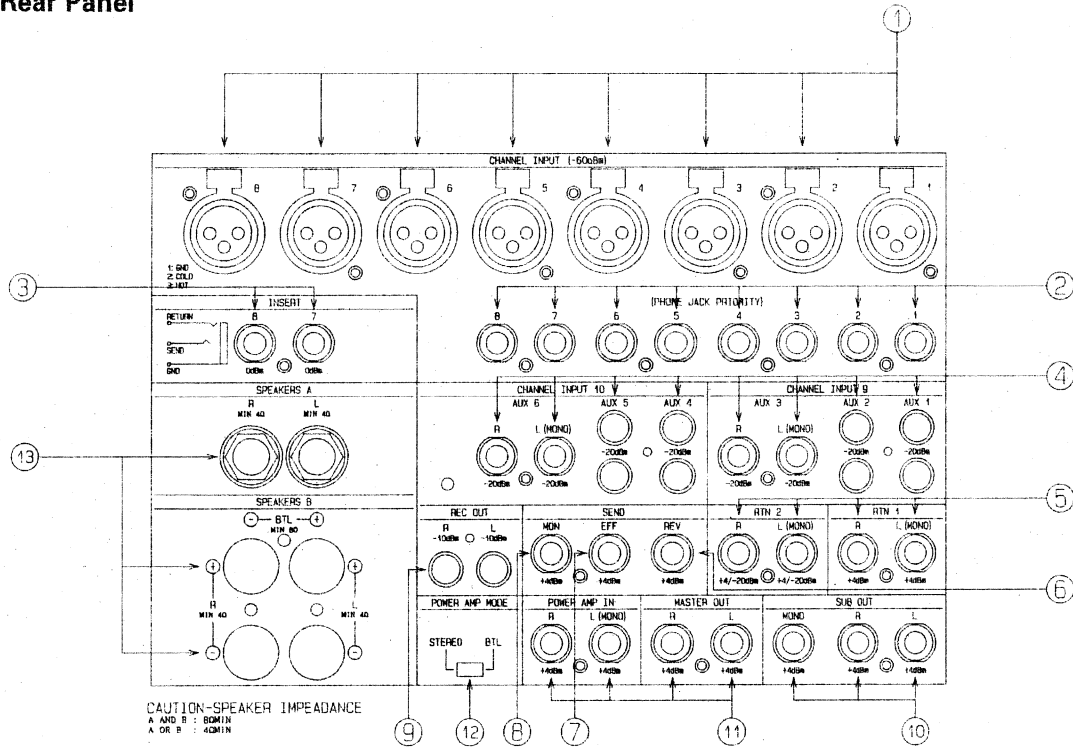 Rear Panel
①
CHANNEL INPUT (-60dBm)
8 7 6 5 4 3 2 1
1: GND
2: COLD
3: HOT
③
②
INSERT
(PHONE JACK PRIORITY)
RETURN
SEND
GND
8 7
0dBm 0dBm
8 7 6 5 4 3 2 1
④
SPEAKERS A
R L
MIN 4Ω MIN 4Ω
CHANNEL INPUT 10
AUX 6 AUX 5 AUX 4
R L (MONO)
-20dBm -20dBm -20dBm -20dBm
CHANNEL INPUT 9
AUX 3 AUX 2 AUX 1
R L (MONO)
-20dBm -20dBm -20dBm -20dBm
⑬
⑤
SPEAKERS B
- BTL +
MIN 8Ω
+ +
R L
MIN 4Ω MIN 4Ω
- -
REC OUT
R L
-10dBm -10dBm
SEND
MON EFF REV
+4dBm +4dBm +4dBm
RTN 2
R L (MONO)
+4/-20dBm +4/-20dBm
RTN 1
R L (MONO)
+4dBm +4dBm
⑥
POWER AMP MODE
STEREO BTL
POWER AMP IN
R L (MONO)
+4dBm +4dBm
MASTER OUT
R L
+4dBm +4dBm
SUB OUT
MONO R L
+4dBm +4dBm +4dBm
CAUTION-SPEAKER IMPEADANCE
A AND B : 8ΩMIN
A OR B : 4ΩMIN
⑨ ⑫ ⑧ ⑦ ⑪ ⑩